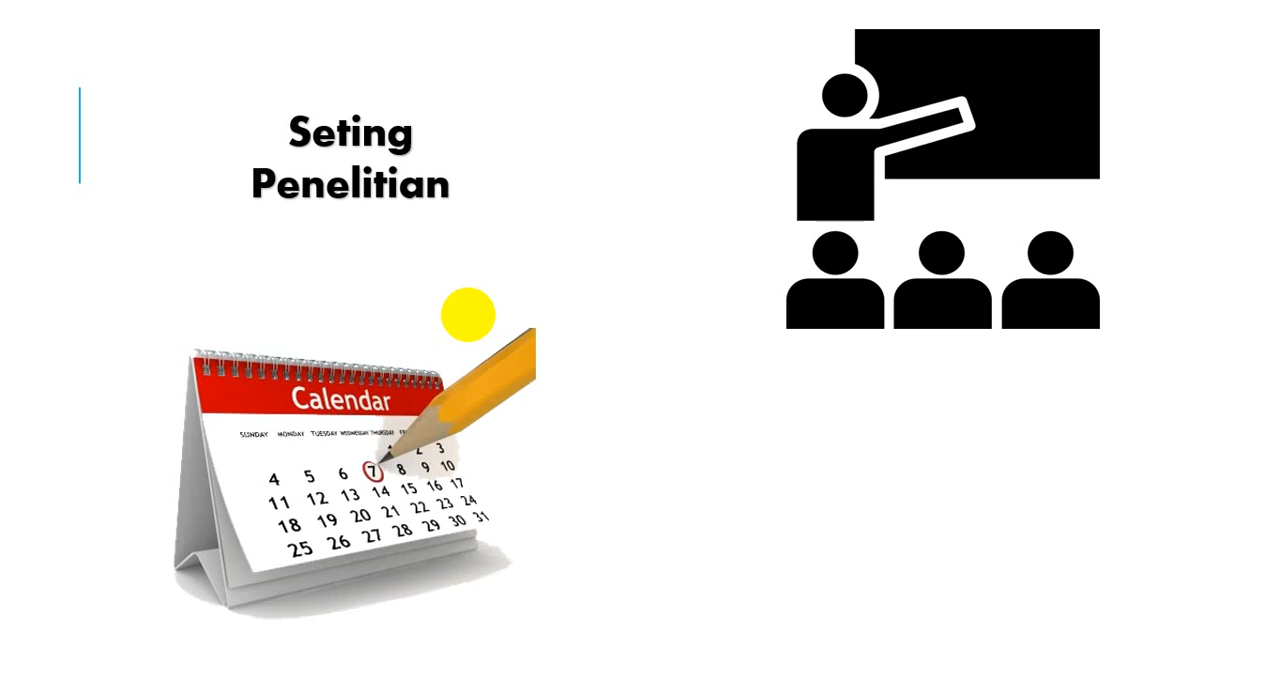 Seting
Penelitian
Calendar
SUNDAY MONDAY TUESDAY WEDNESDAY THURSDAY
2 3
4 5 6 7 8 9 10
11 12 13 14 15 16 17
18 19 20 21 22 23 24
25 26 27 28 29 30 31